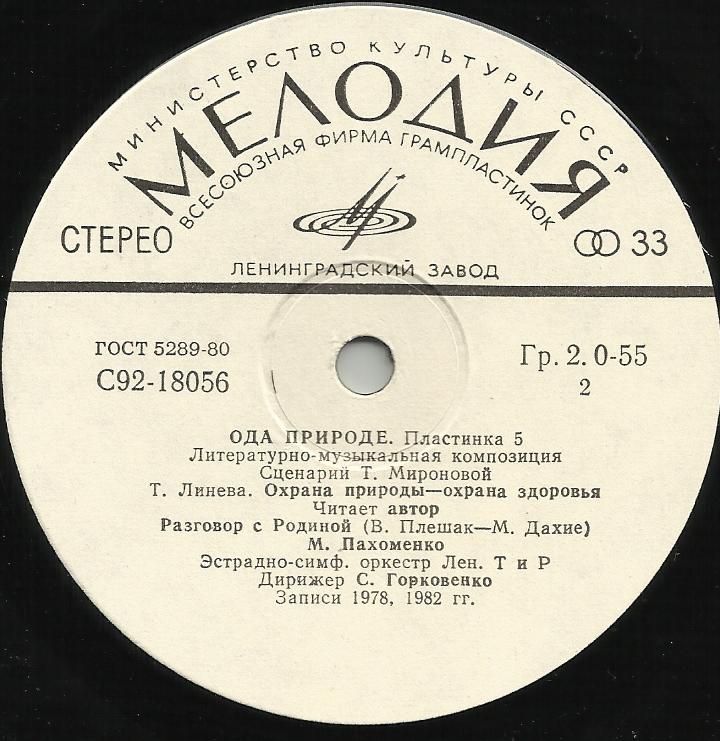 МИНИСТЕРСТВО КУЛЬТУРЫ СССР
МЕЛОДИЯ
ВСЕСОЮЗНАЯ ФИРМА ГРАМПЛАСТИНОК
СТЕРЕО
33
ЛЕНИНГРАДСКИЙ ЗАВОД
ГОСТ 5289-80
С92-18056
Гр. 2. 0-55
2
ОДА ПРИРОДЕ. Пластинка 5
Литературно-музыкальная композиция
Сценарий Т. Мироновой
Т. Линева. Охрана природы—охрана здоровья
Читает автор
Разговор с Родиной (В. Плешак—М. Дахие)
М. Пахоменко
Эстрадно-симф. оркестр Лен. Т и Р
Дирижер С. Горковенко
Записи 1978, 1982 гг.